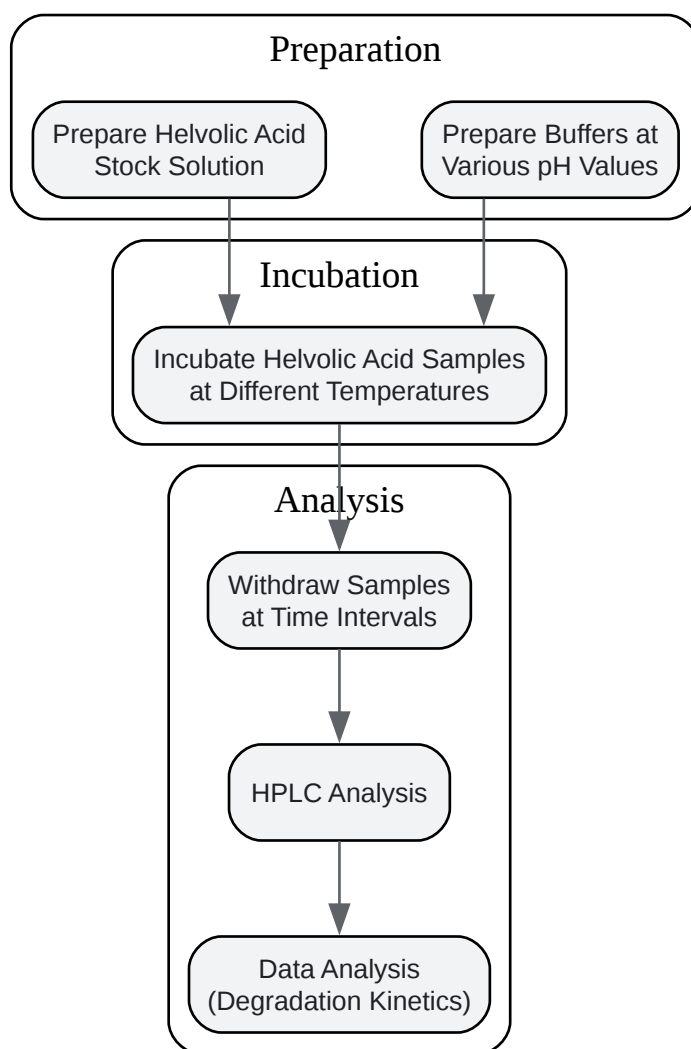 Preparation
Prepare Helvolic Acid
Stock Solution
Prepare Buffers at
Various pH Values
Incubation
Incubate Helvolic Acid Samples
at Different Temperatures
Analysis
Withdraw Samples
at Time Intervals
HPLC Analysis
Data Analysis
(Degradation Kinetics)